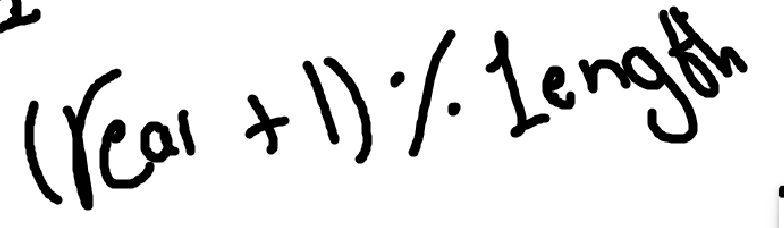 (rear + 1) % length